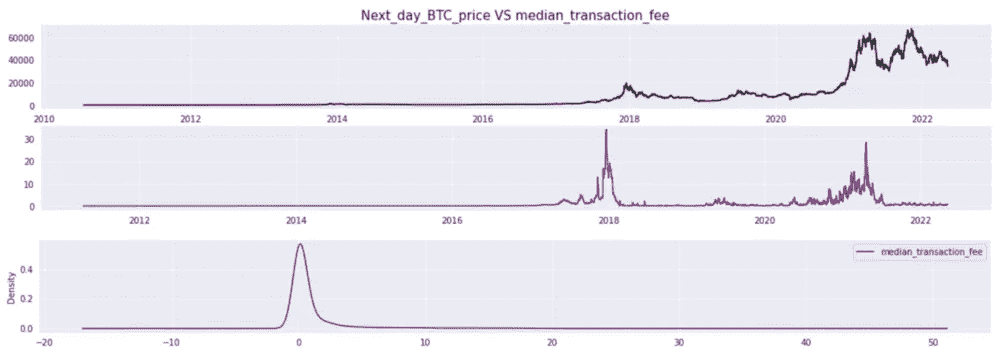 Next_day_BTC_price VS median_transaction_fee
60000
40000
20000
0
2010 2012 2014 2016 2018 2020 2022
30
20
10
0
2012 2014 2016 2018 2020 2022
median_transaction_fee
Density
0.4
0.2
0.0
−20 −10 0 10 20 30 40 50